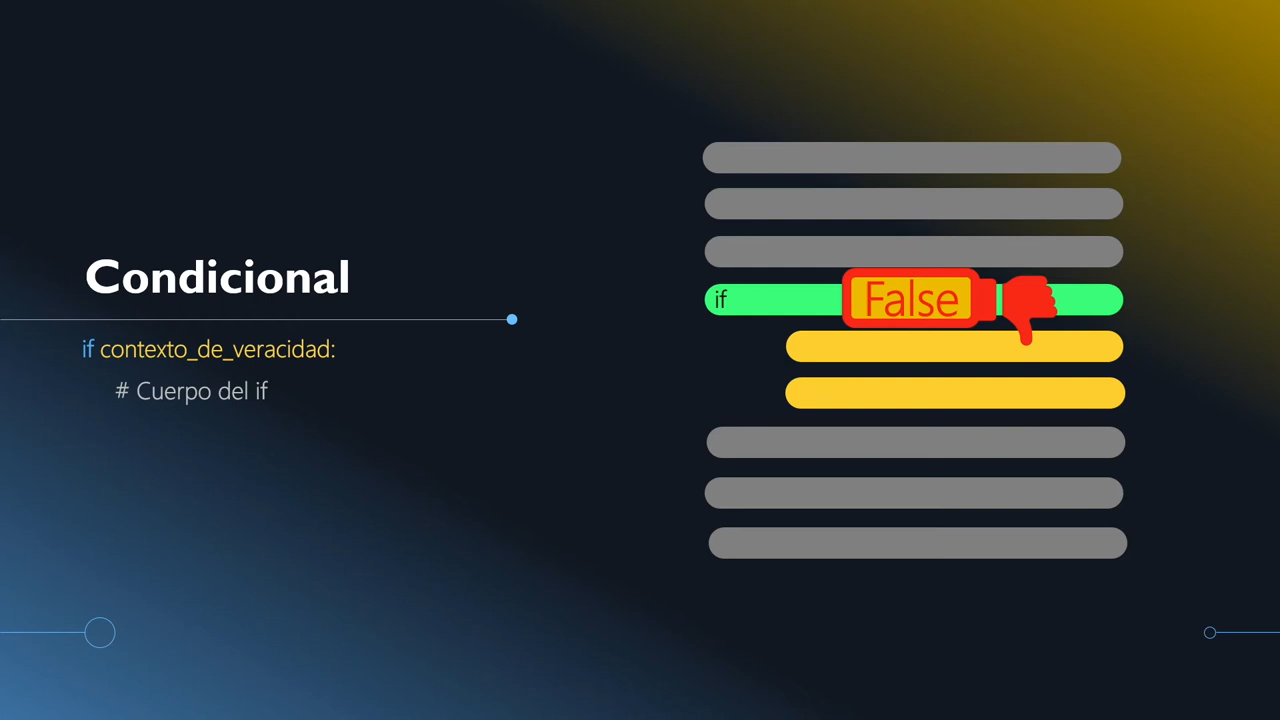 Condicional
if contexto_de_veracidad:
# Cuerpo del if
if
False